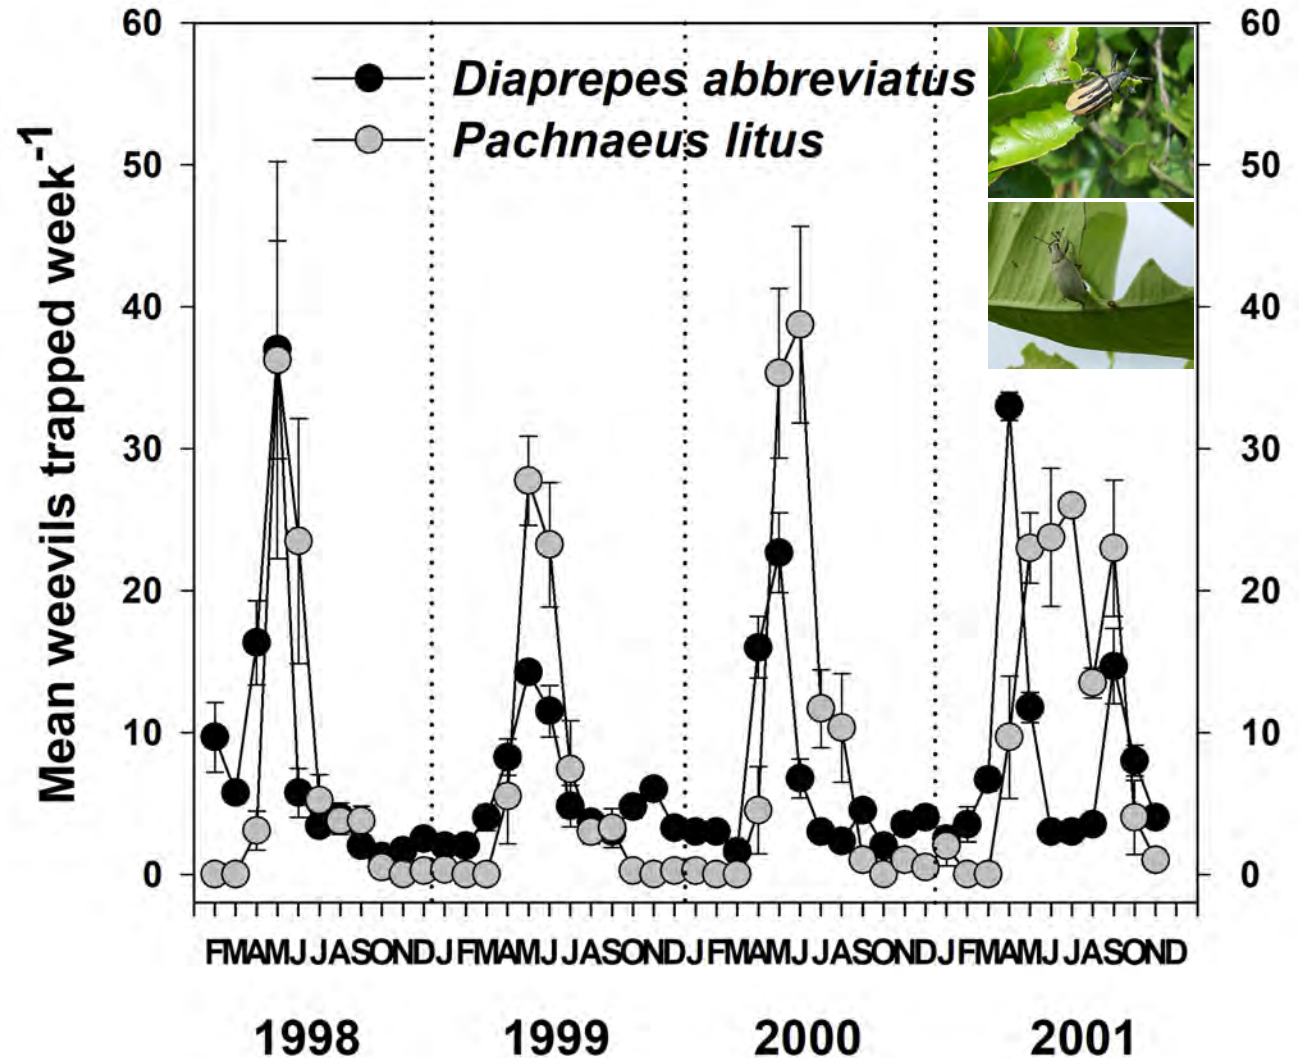 Mean weevils trapped week-1
60
50
40
30
20
10
0
Diaprepes abbreviatus
Pachnaeus litus
60
50
40
30
20
10
0
FMAMJJASONDJFMAMJJASONDJFMAMJJASONDJFMAMJJASOND
1998 1999 2000 2001